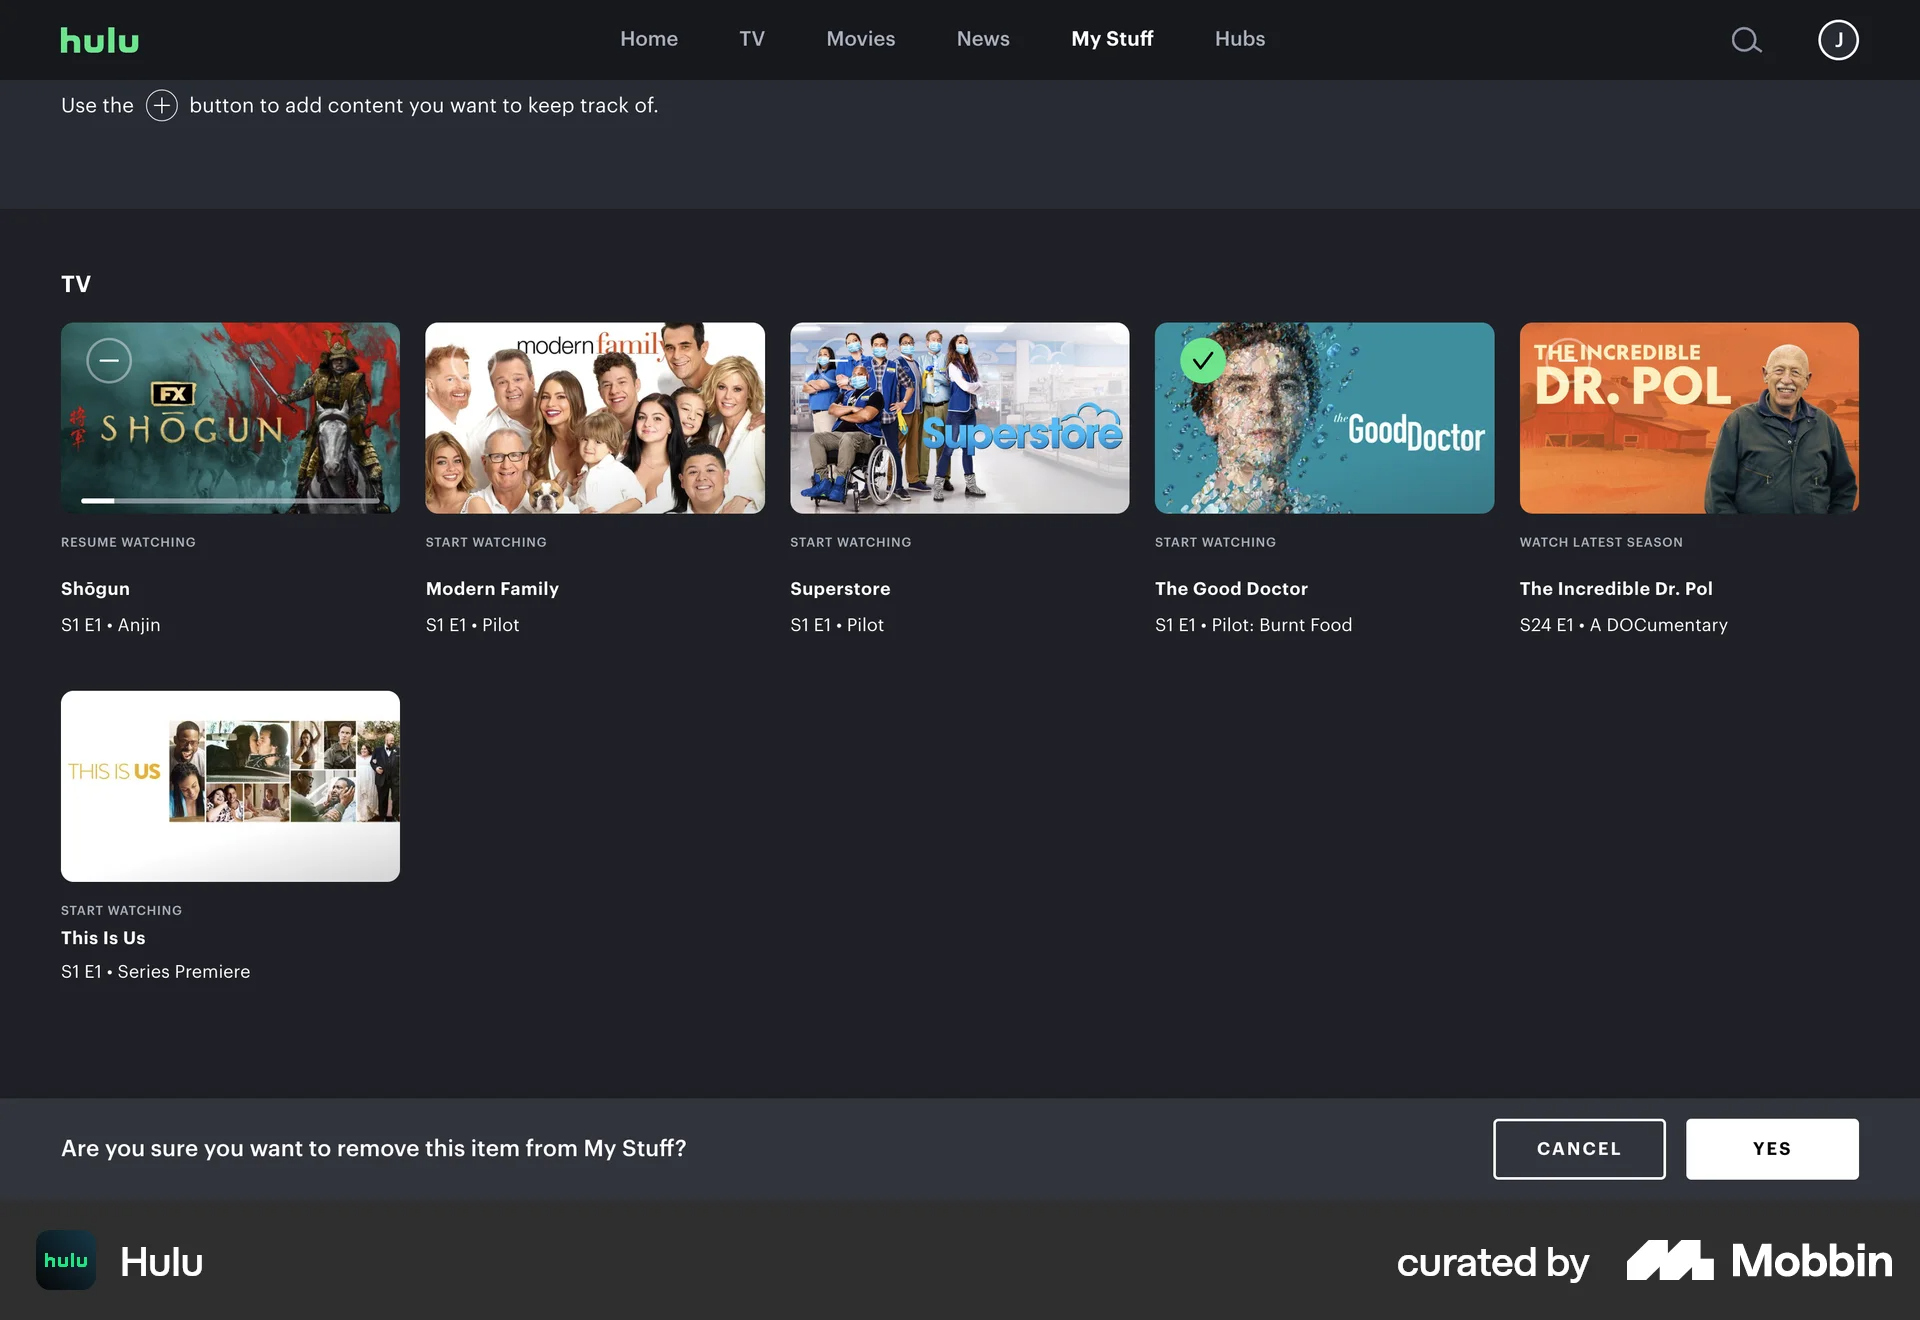 hulu
Home TV Movies News My Stuff Hubs
J
Use the + button to add content you want to keep track of.
TV
FX
将軍
SHŌGUN
modern family
Superstore
the Good Doctor
THE INCREDIBLE
DR. POL
RESUME WATCHING
START WATCHING
START WATCHING
START WATCHING
WATCH LATEST SEASON
Shōgun
Modern Family
Superstore
The Good Doctor
The Incredible Dr. Pol
S1 E1 • Anjin
S1 E1 • Pilot
S1 E1 • Pilot
S1 E1 • Pilot: Burnt Food
S24 E1 • A DOCumentary
THIS IS US
START WATCHING
This Is Us
S1 E1 • Series Premiere
Are you sure you want to remove this item from My Stuff?
CANCEL
YES
hulu
Hulu
curated by Mobbin